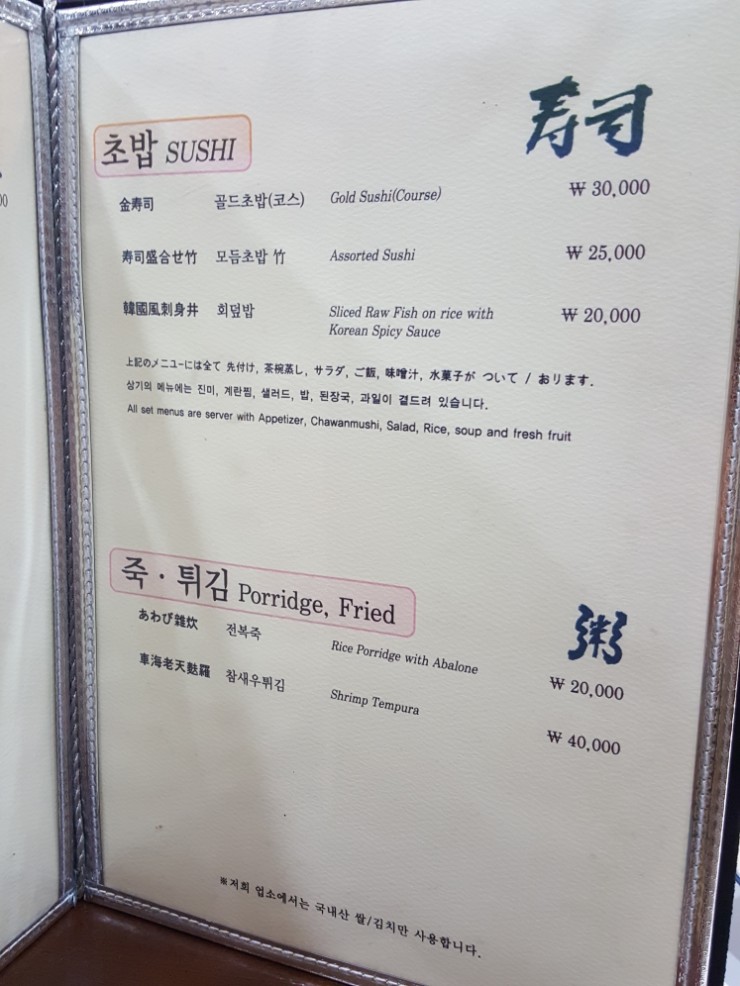 寿司
초밥 SUSHI
金寿司 골드초밥(코스) Gold Sushi(Course) ₩ 30,000
寿司盛合せ竹 모듬초밥 竹 Assorted Sushi ₩ 25,000
韓國風刺身丼 회덮밥 Sliced Raw Fish on rice with ₩ 20,000
Korean Spicy Sauce
上記のメニューには全て 先付け, 茶椀蒸し, サラダ, ご飯, 味噌汁, 水菓子が ついて / おります.
상기의 메뉴에는 진미, 계란찜, 샐러드, 밥, 된장국, 과일이 곁드려 있습니다.
All set menus are server with Appetizer, Chawanmushi, Salad, Rice, soup and fresh fruit
죽 · 튀김 Porridge, Fried
粥
あわび雜炊 전복죽 Rice Porridge with Abalone ₩ 20,000
車海老天麩羅 참새우튀김 Shrimp Tempura ₩ 40,000
※저희 업소에서는 국내산 쌀/김치만 사용합니다.